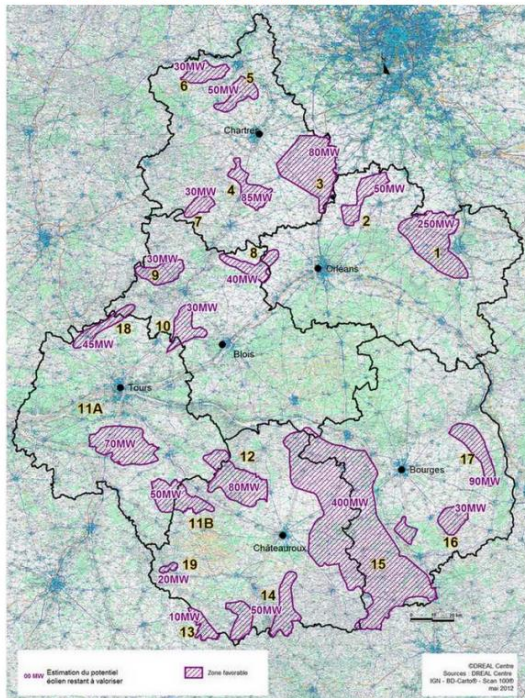 30MW
5
6
50MW
Chartres
80MW
4
3
50MW
30MW
85MW
2
250MW
7
1
8
30MW
9
40MW
Orléans
30MW
18
10
45MW
Blois
Tours
11A
70MW
12
17
Bourges
50MW
80MW
90MW
400MW
30MW
11B
Châteauroux
16
19
15
20MW
14
10MW
50MW
13
00 MW Estimation du potentiel
éolien restant à valoriser
Zone favorable
©DREAL Centre
Sources : DREAL Centre
IGN - BD-Carto® - Scan 100®
mai 2012